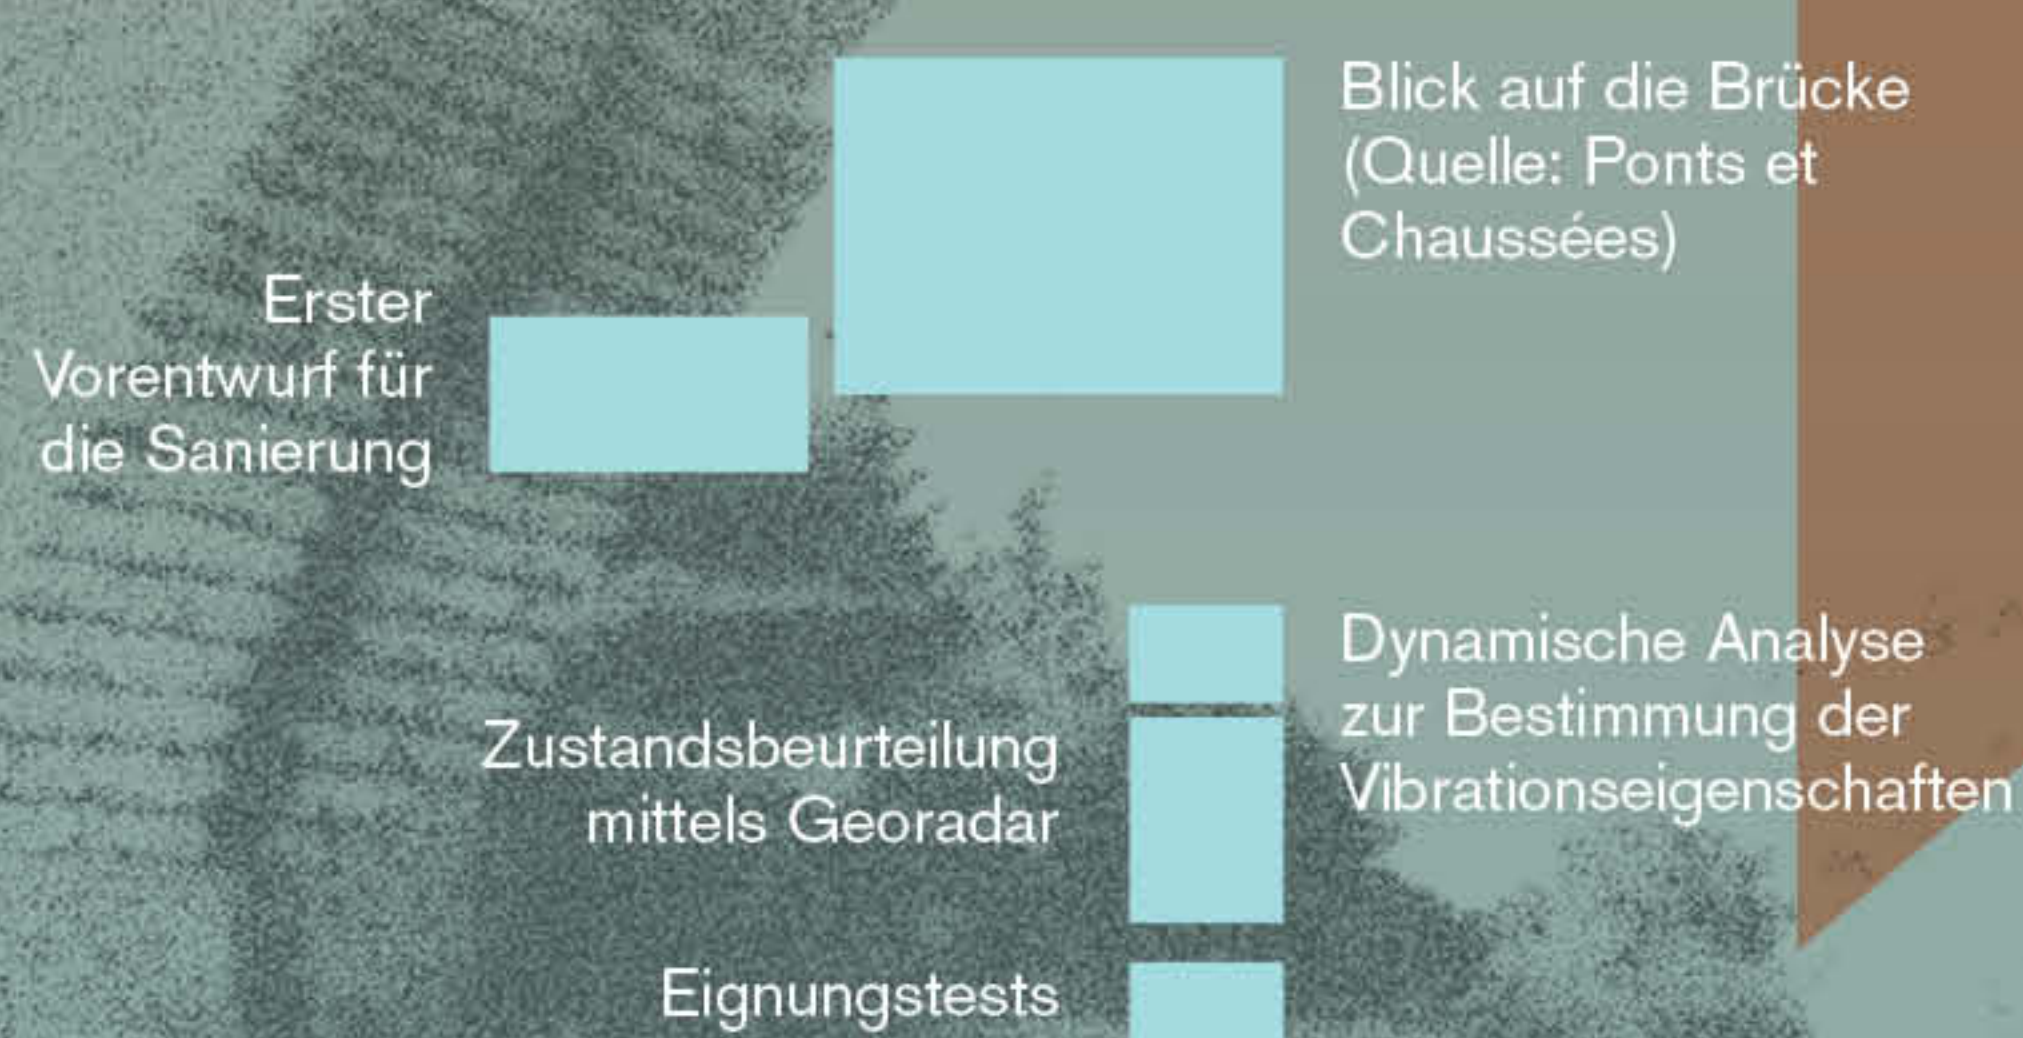 Blick auf die Brücke
(Quelle: Ponts et
Chaussées)
Erster
Vorentwurf für
die Sanierung
Dynamische Analyse
zur Bestimmung der
Vibrationseigenschaften
Zustandsbeurteilung
mittels Georadar
Eignungstests